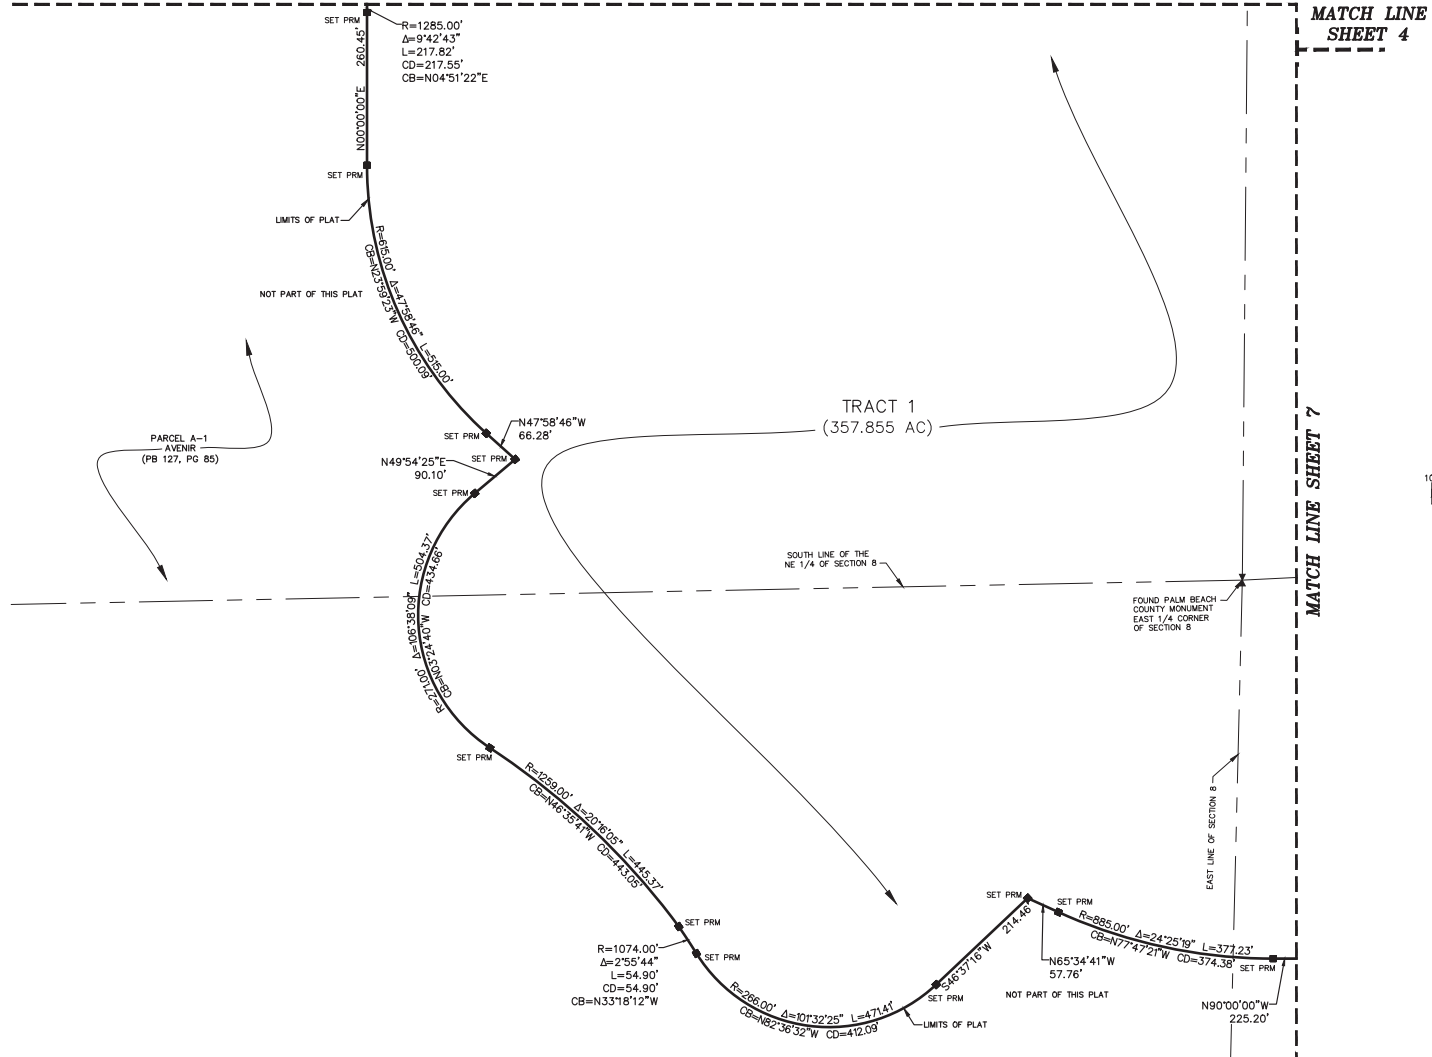 MATCH LINE
SHEET 4
SET PRM
R=1285.00'
Δ=9°42'43"
L=217.82'
CD=217.55'
CB=N04°51'22"E
N00°00'00"E 260.45'
SET PRM
LIMITS OF PLAT
R=615.00' Δ=47°58'46" L=515.00'
CB=N23°59'23"W CD=500.09'
NOT PART OF THIS PLAT
TRACT 1
(357.855 AC)
N47°58'46"W
66.28'
SET PRM
PARCEL A-1
AVENIR
(PB 127, PG 85)
SET PRM
N49°54'25"E
90.10'
SET PRM
MATCH LINE SHEET 7
10
SOUTH LINE OF THE
NE 1/4 OF SECTION 8
R=271.00' Δ=106°38'09" L=504.37'
CB=N03°24'40"W CD=434.66'
FOUND PALM BEACH
COUNTY MONUMENT
EAST 1/4 CORNER
OF SECTION 8
SET PRM
R=1259.00' Δ=20°16'05" L=445.37'
CB=N46°35'41"W CD=443.05'
EAST LINE OF SECTION 8
SET PRM
SET PRM
SET PRM
214.46'
S46°37'16"W
R=885.00' Δ=24°25'19" L=377.23'
CB=N77°47'21"W CD=374.38'
SET PRM
R=1074.00'
Δ=2°55'44"
L=54.90'
CD=54.90'
CB=N33°18'12"W
SET PRM
N65°34'41"W
57.76'
SET PRM
NOT PART OF THIS PLAT
R=266.00' Δ=101°32'25" L=471.41'
CB=N82°36'32"W CD=412.09'
LIMITS OF PLAT
N90°00'00"W
225.20'